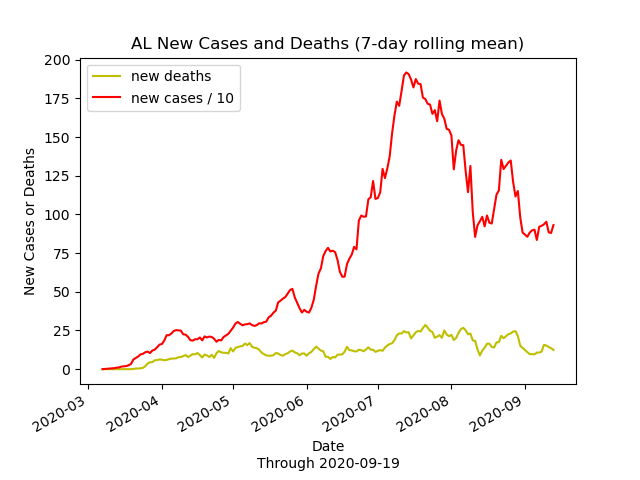 AL New Cases and Deaths (7-day rolling mean)
new deaths
new cases / 10
New Cases or Deaths
200
175
150
125
100
75
50
25
0
2020-03
2020-04
2020-05
2020-06
2020-07
2020-08
2020-09
Date
Through 2020-09-19